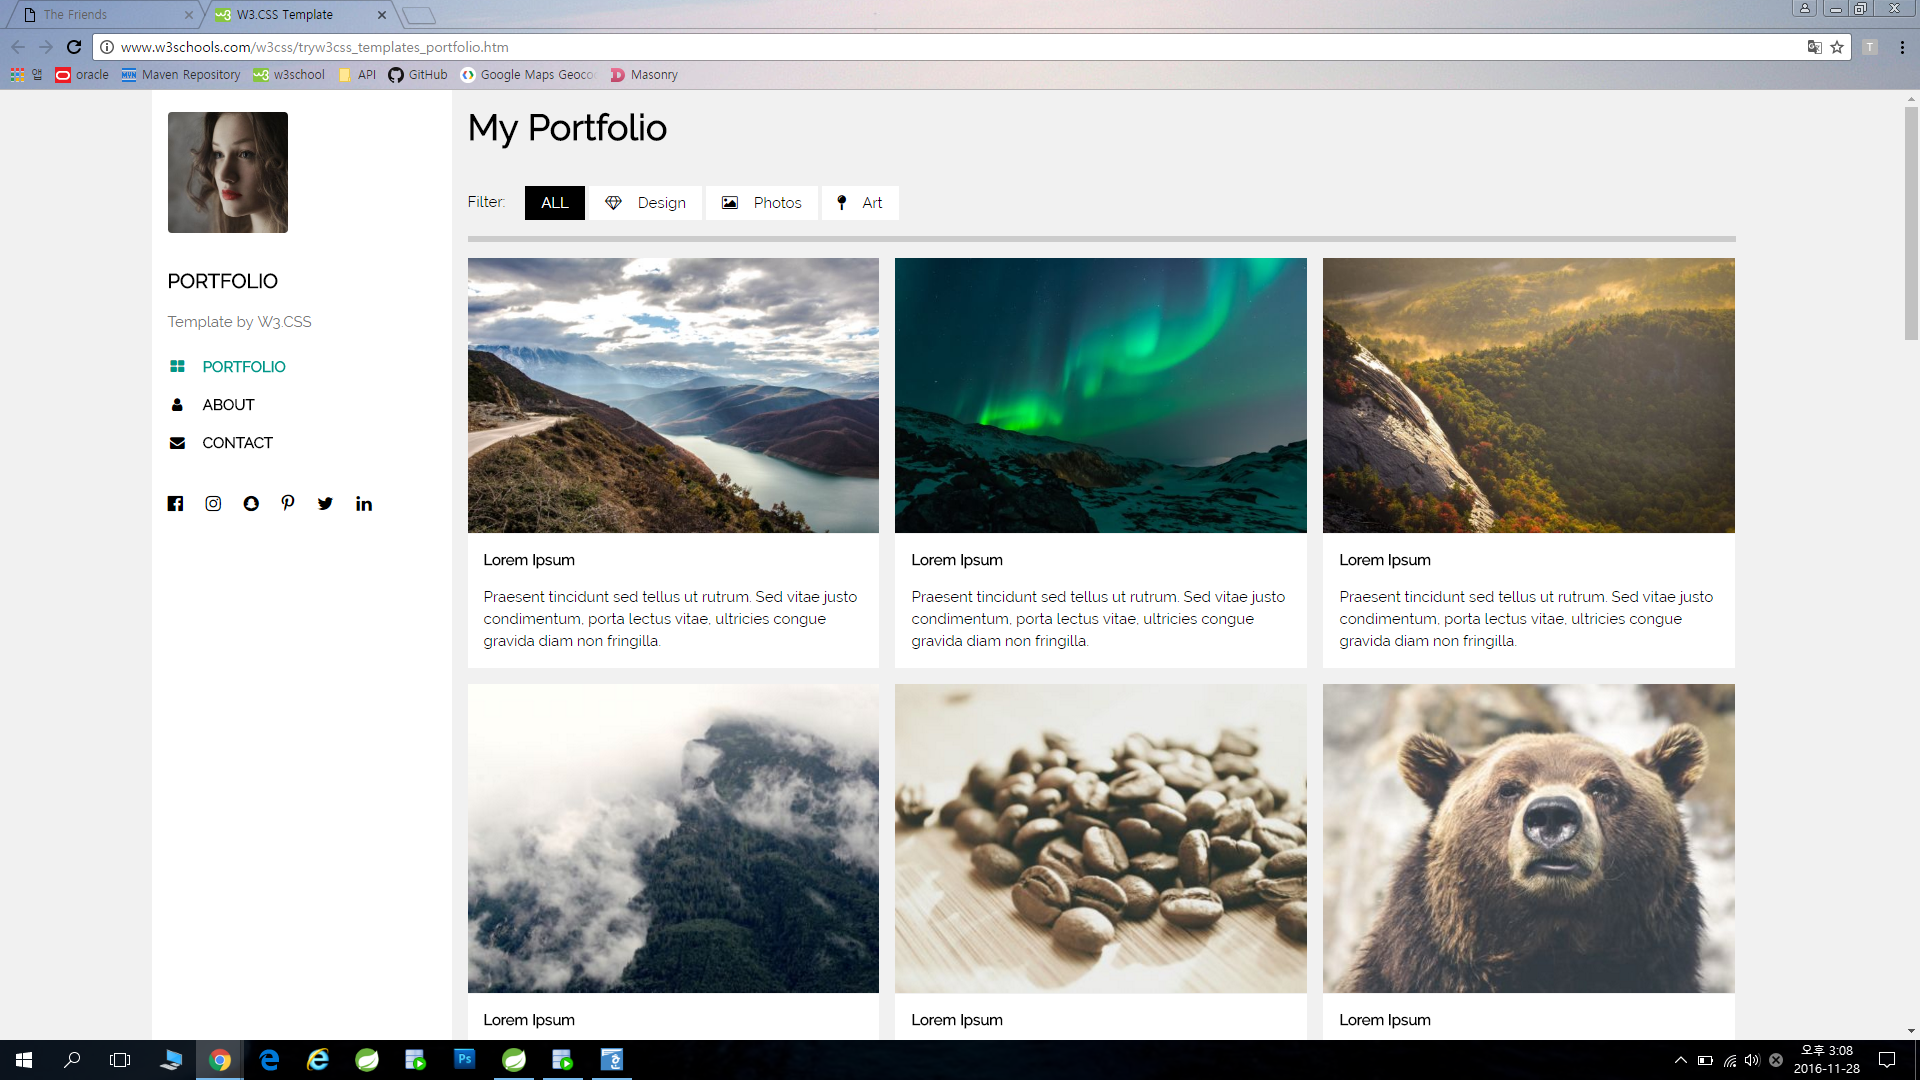 The Friends
W3.CSS Template
www.w3schools.com/w3css/tryw3css_templates_portfolio.htm
T
앱
oracle
Maven Repository
w3school
API
GitHub
Google Maps Geoco
Masonry
My Portfolio
Filter:
ALL
Design
Photos
Art
PORTFOLIO
Template by W3.CSS
PORTFOLIO
ABOUT
CONTACT
Lorem Ipsum
Praesent tincidunt sed tellus ut rutrum. Sed vitae justo
condimentum, porta lectus vitae, ultricies congue
gravida diam non fringilla.
Lorem Ipsum
Praesent tincidunt sed tellus ut rutrum. Sed vitae justo
condimentum, porta lectus vitae, ultricies congue
gravida diam non fringilla.
Lorem Ipsum
Praesent tincidunt sed tellus ut rutrum. Sed vitae justo
condimentum, porta lectus vitae, ultricies congue
gravida diam non fringilla.
Lorem Ipsum
Lorem Ipsum
Lorem Ipsum
Ps
오후 3:08
2016-11-28